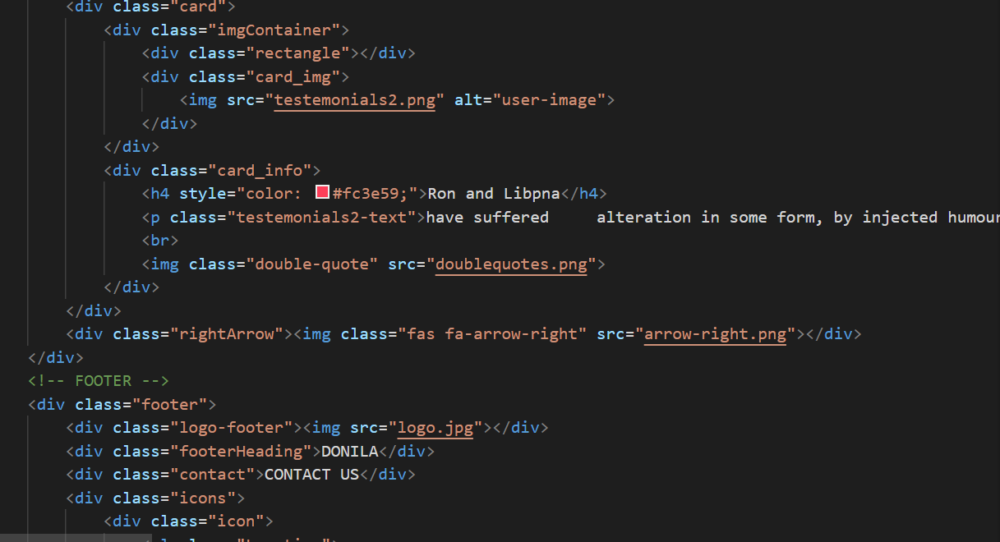 <div class="card">
<div class="imgContainer">
<div class="rectangle"></div>
<div class="card_img">
<img src="testemonials2.png" alt="user-image">
</div>
</div>
<div class="card_info">
<h4 style="color: #fc3e59;">Ron and Libpna</h4>
<p class="testemonials2-text">have suffered     alteration in some form, by injected humour
<br>
<img class="double-quote" src="doublequotes.png">
</div>
</div>
<div class="rightArrow"><img class="fas fa-arrow-right" src="arrow-right.png"></div>
</div>
<!-- FOOTER -->
<div class="footer">
<div class="logo-footer"><img src="logo.jpg"></div>
<div class="footerHeading">DONILA</div>
<div class="contact">CONTACT US</div>
<div class="icons">
<div class="icon">